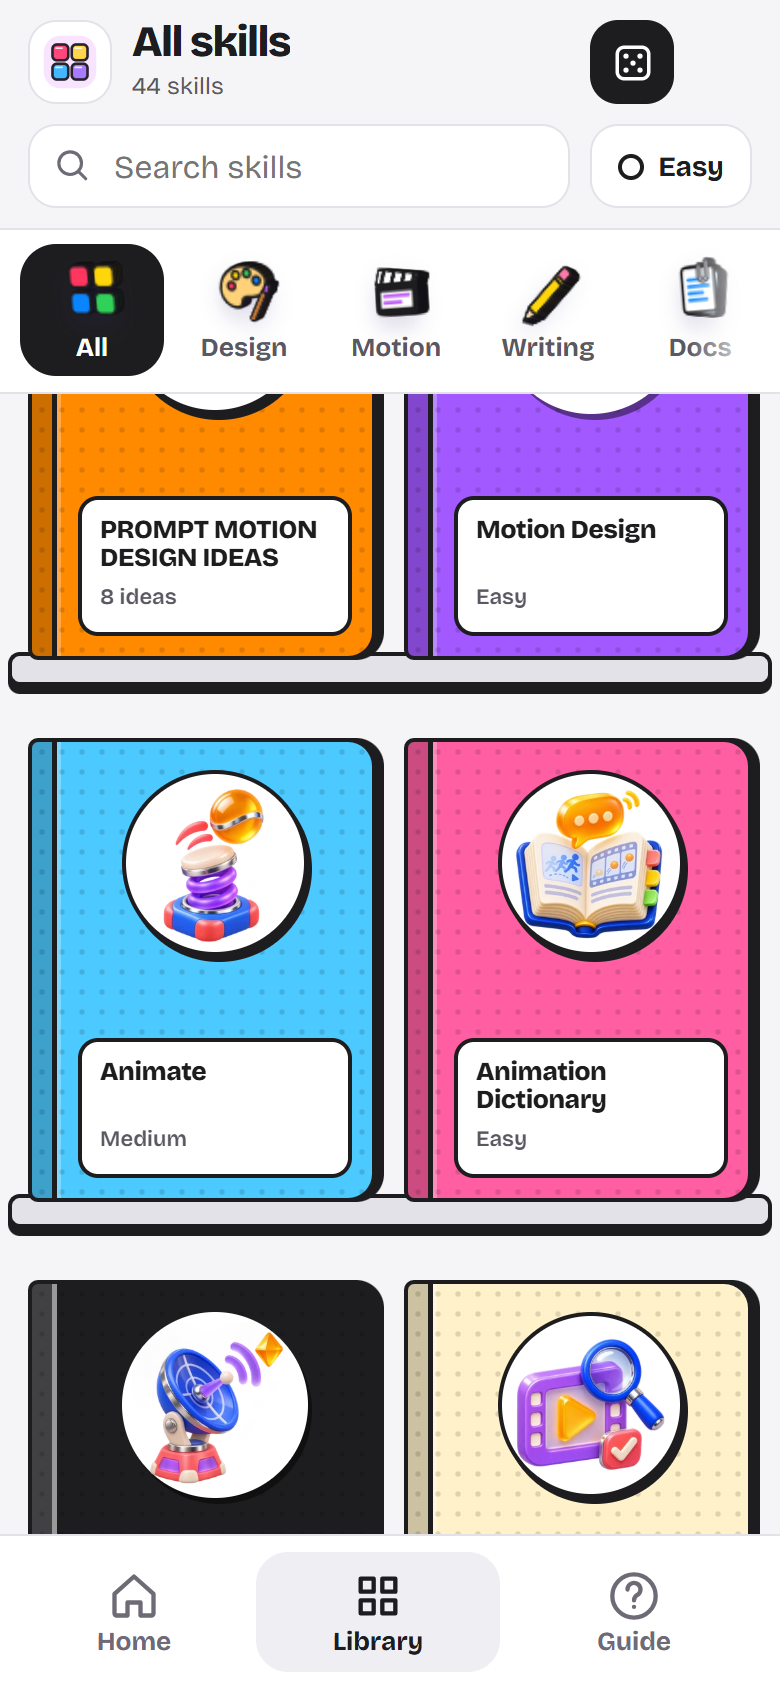 All skills
44 skills
Search skills
Easy
All
Design
Motion
Writing
Docs
PROMPT MOTION
DESIGN IDEAS
8 ideas
Motion Design
Easy
Animate
Medium
Animation
Dictionary
Easy
Home
Library
Guide